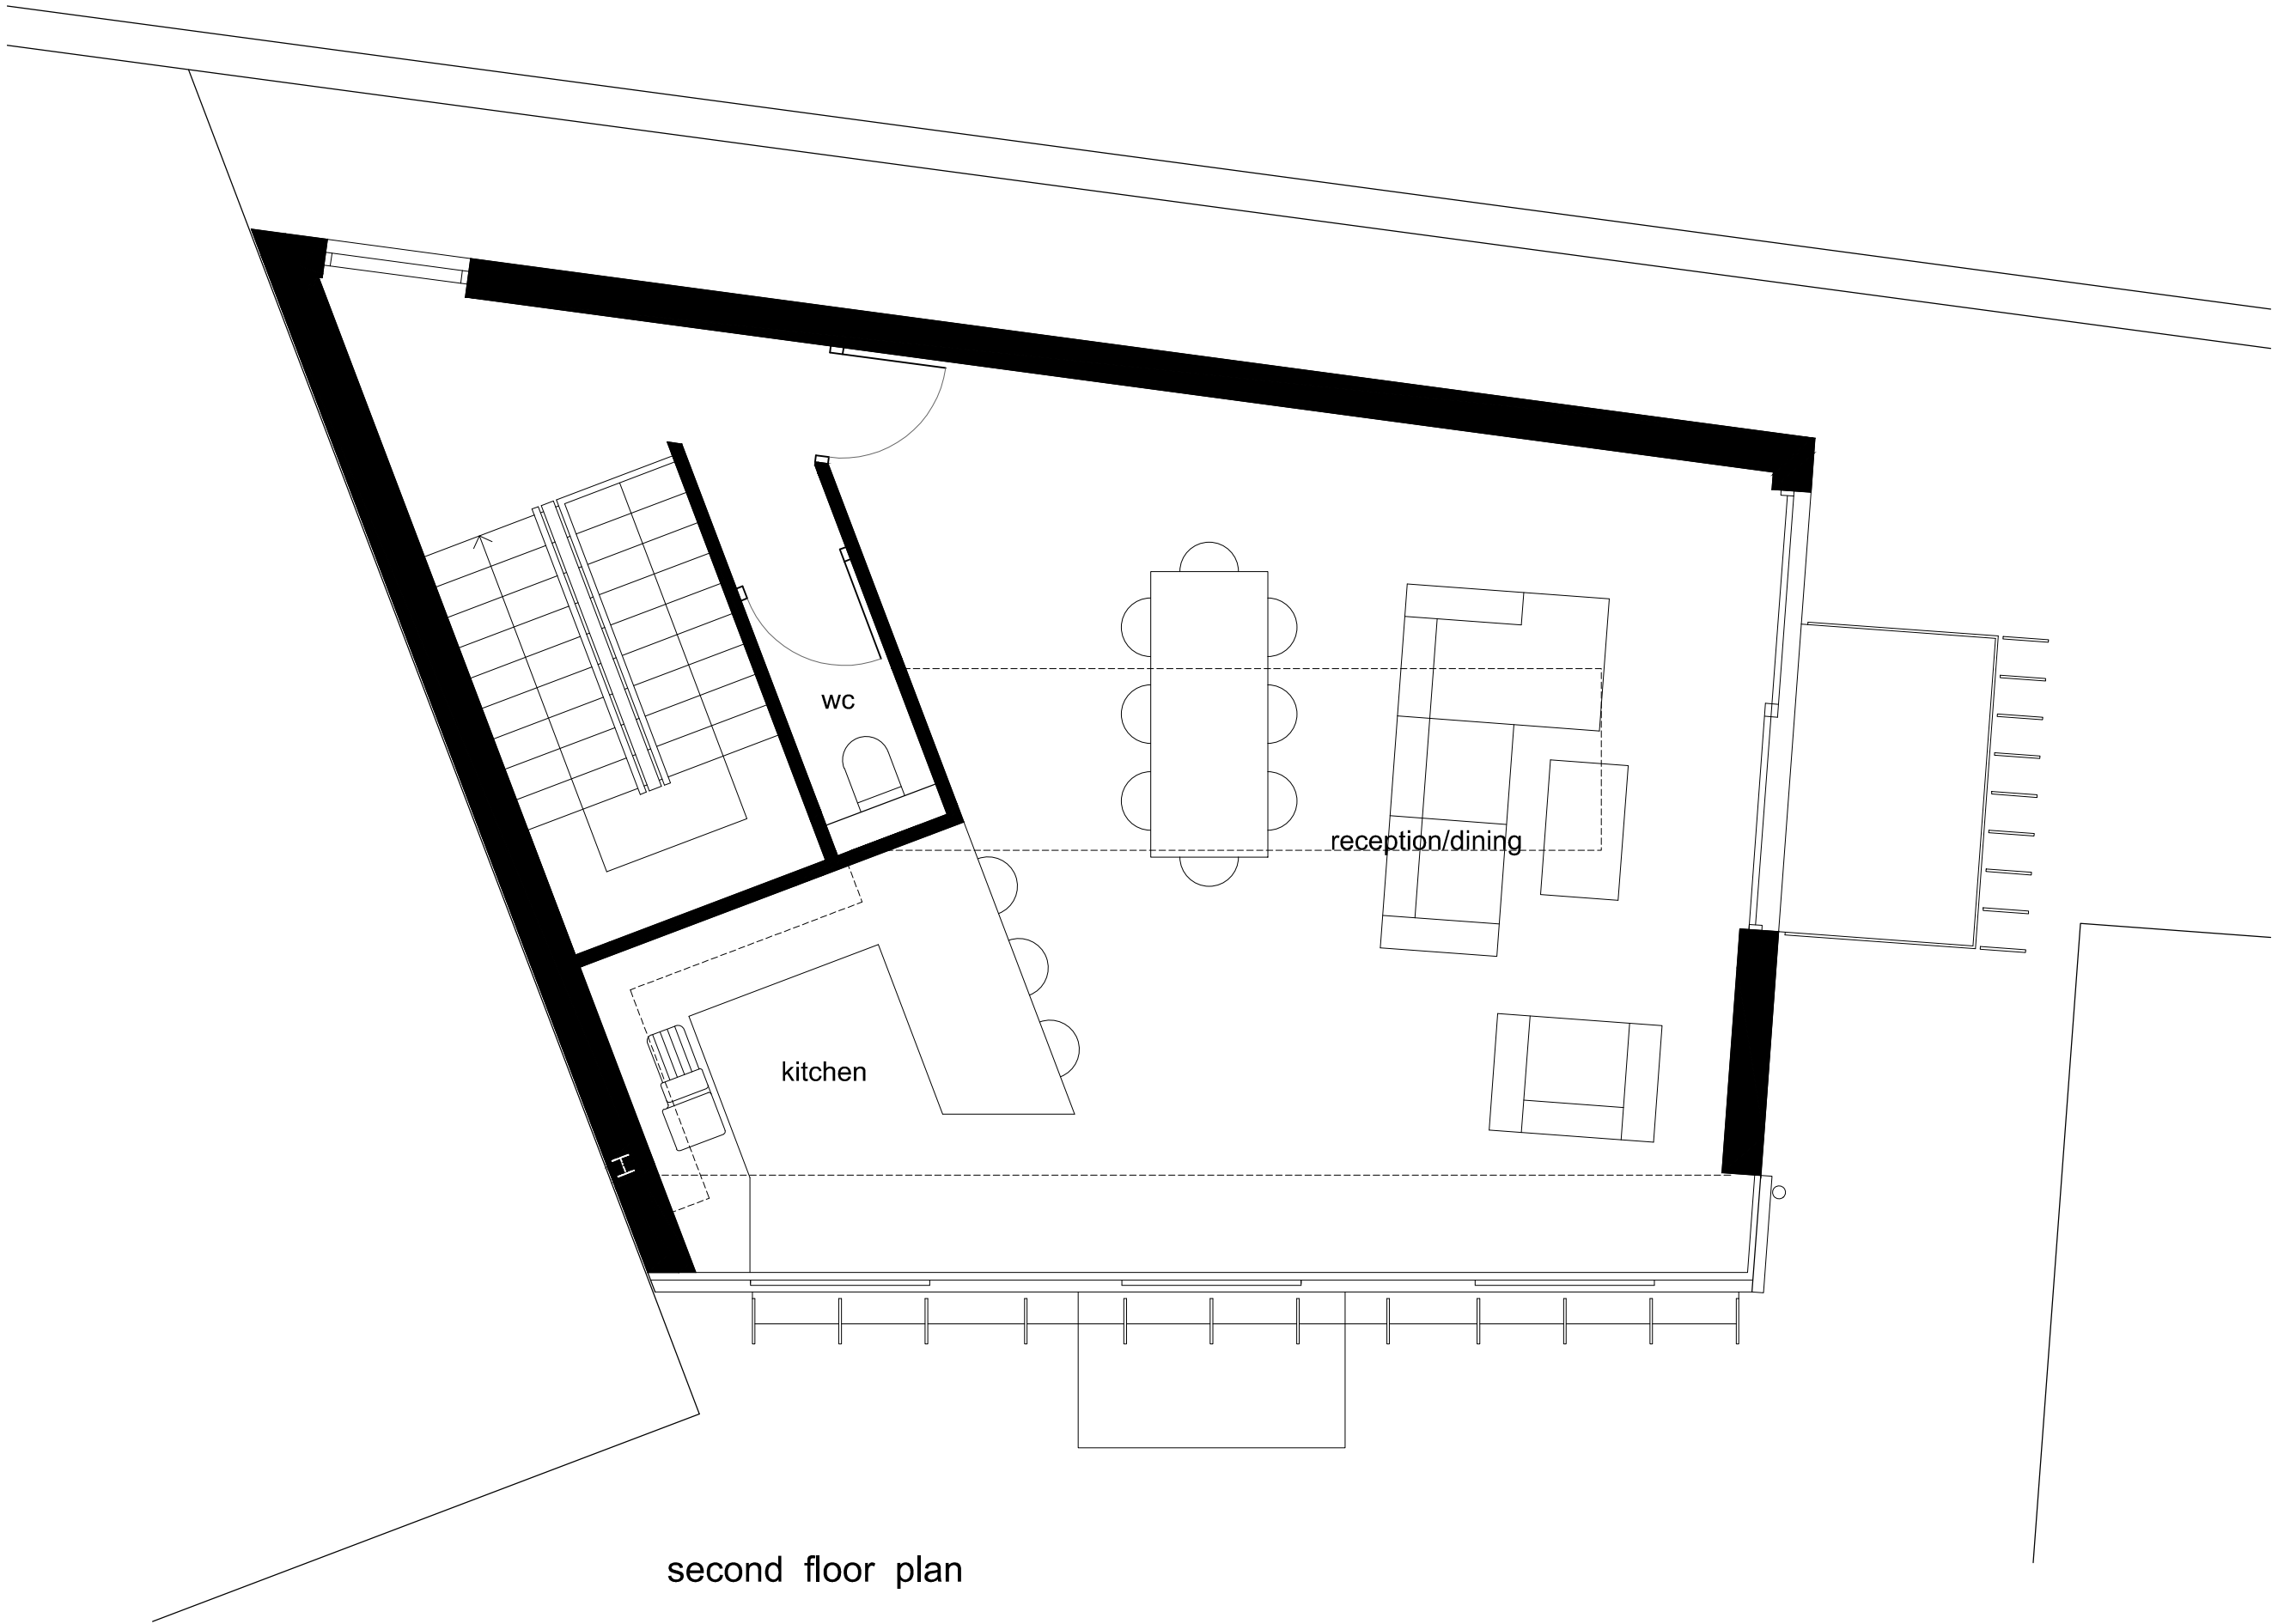 wc
reception/dining
kitchen
second floor plan